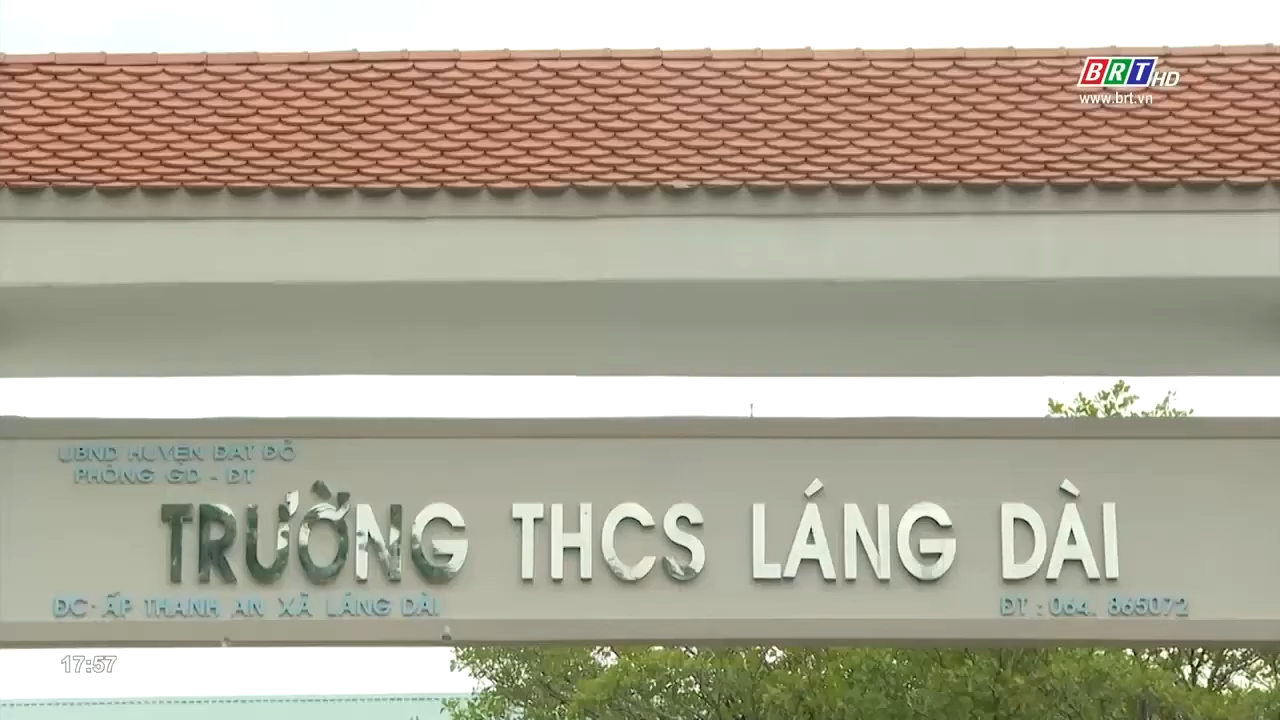 BRT HD
www.brt.vn
UBND HUYỆN ĐẤT ĐỎ
PHÒNG GD - ĐT
TRƯỜNG THCS LÁNG DÀI
ĐC: ẤP THANH AN XÃ LÁNG DÀI
ĐT : 064. 865072
17:57